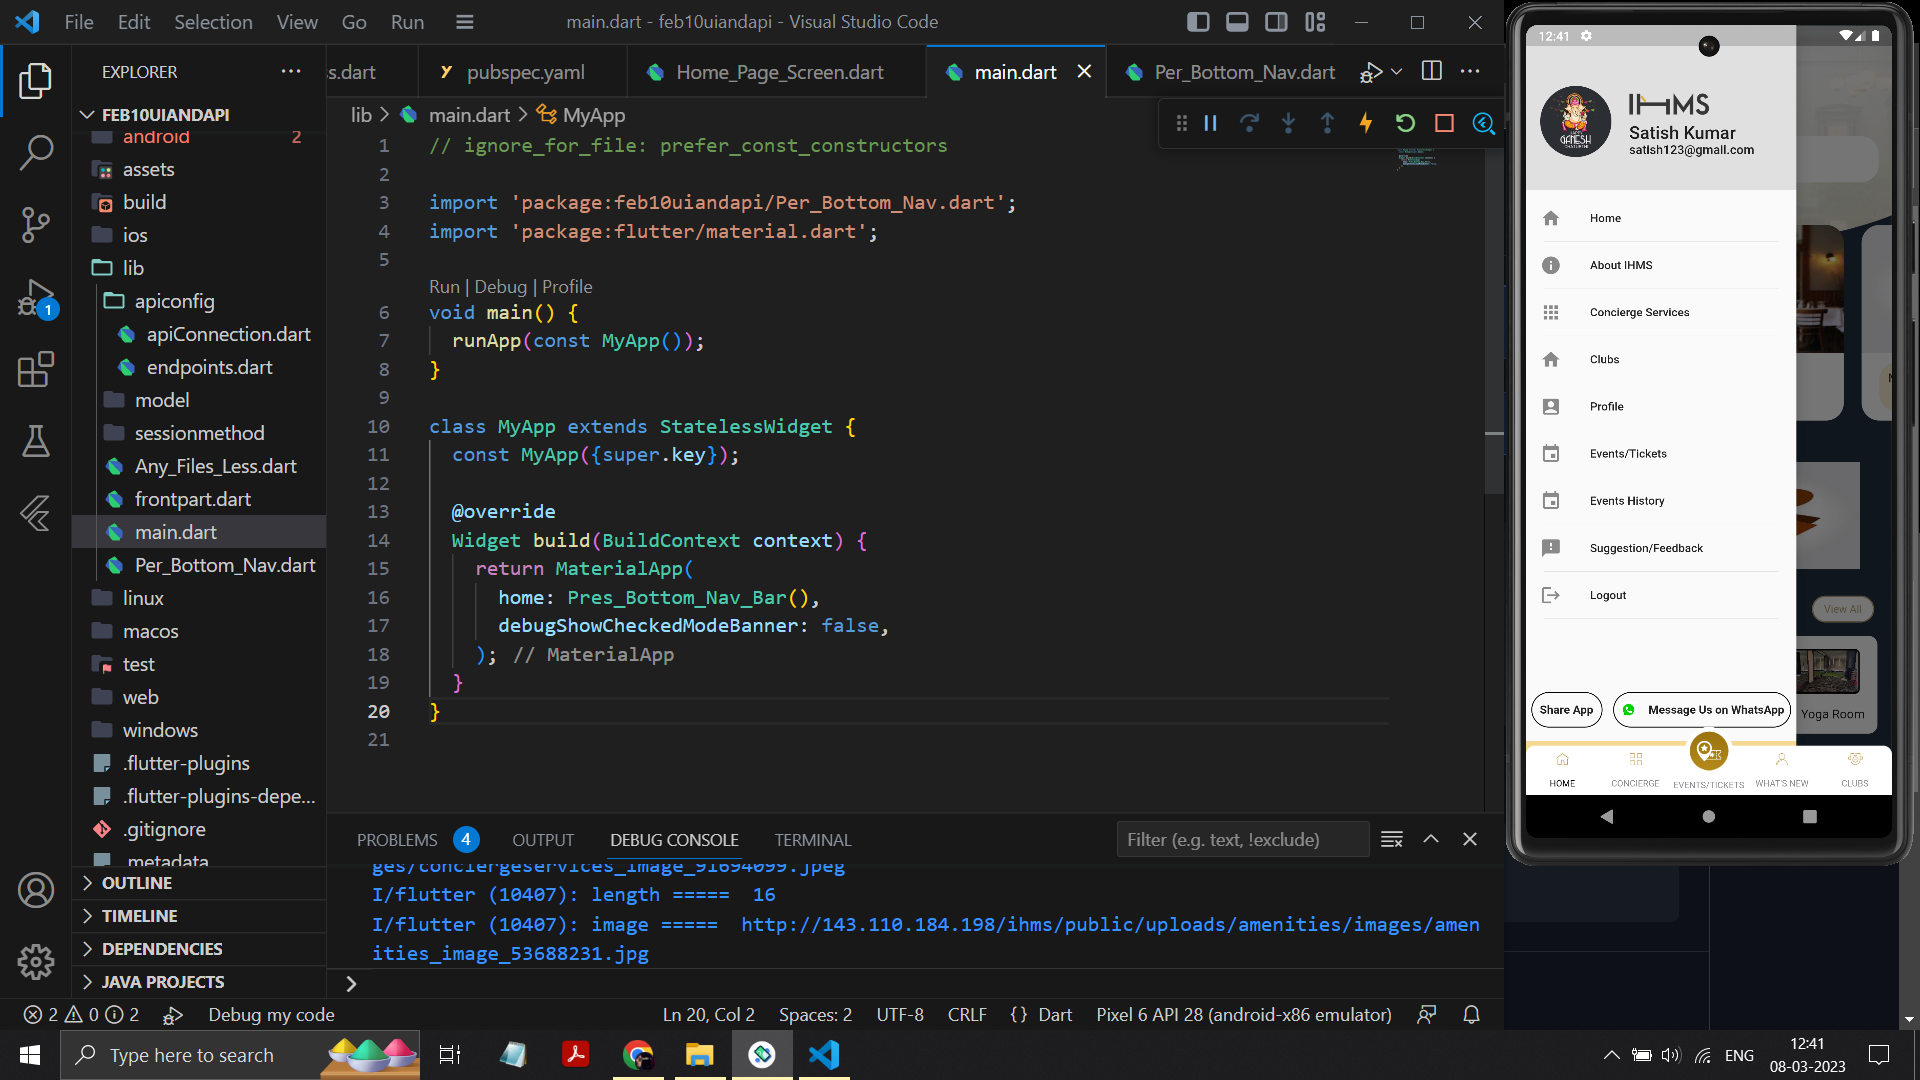 File Edit Selection View Go Run
main.dart - feb10uiandapi - Visual Studio Code
EXPLORER
FEB10UIANDAPI
android 2
assets
build
ios
lib
apiconfig
apiConnection.dart
endpoints.dart
model
sessionmethod
Any_Files_Less.dart
frontpart.dart
main.dart
Per_Bottom_Nav.dart
linux
macos
test
web
windows
.flutter-plugins
.flutter-plugins-depe...
.gitignore
.metadata
OUTLINE
TIMELINE
DEPENDENCIES
JAVA PROJECTS
1
s.dart
pubspec.yaml
Home_Page_Screen.dart
main.dart
Per_Bottom_Nav.dart
lib > main.dart > MyApp
1 // ignore_for_file: prefer_const_constructors
2
3 import 'package:feb10uiandapi/Per_Bottom_Nav.dart';
4 import 'package:flutter/material.dart';
5
Run | Debug | Profile
6 void main() {
7 runApp(const MyApp());
8 }
9
10 class MyApp extends StatelessWidget {
11 const MyApp({super.key});
12
13 @override
14 Widget build(BuildContext context) {
15 return MaterialApp(
16 home: Pres_Bottom_Nav_Bar(),
17 debugShowCheckedModeBanner: false,
18 ); // MaterialApp
19 }
20 }
21
PROBLEMS 4 OUTPUT DEBUG CONSOLE TERMINAL
Filter (e.g. text, !exclude)
ges/conciergeservices_image_91694099.jpeg
I/flutter (10407): length ===== 16
I/flutter (10407): image ===== http://143.110.184.198/ihms/public/uploads/amenities/images/amen
ities_image_53688231.jpg
2 0 2 Debug my code
Ln 20, Col 2 Spaces: 2 UTF-8 CRLF {} Dart Pixel 6 API 28 (android-x86 emulator)
Type here to search
ENG
12:41
08-03-2023
12:41
GANESH
IHMS
Satish Kumar
satish123@gmail.com
Home
About IHMS
Concierge Services
Clubs
Profile
Events/Tickets
Events History
Suggestion/Feedback
Logout
View All
Yoga Room
Share App
Message Us on WhatsApp
HOME CONCIERGE EVENTS/TICKETS WHAT'S NEW CLUBS